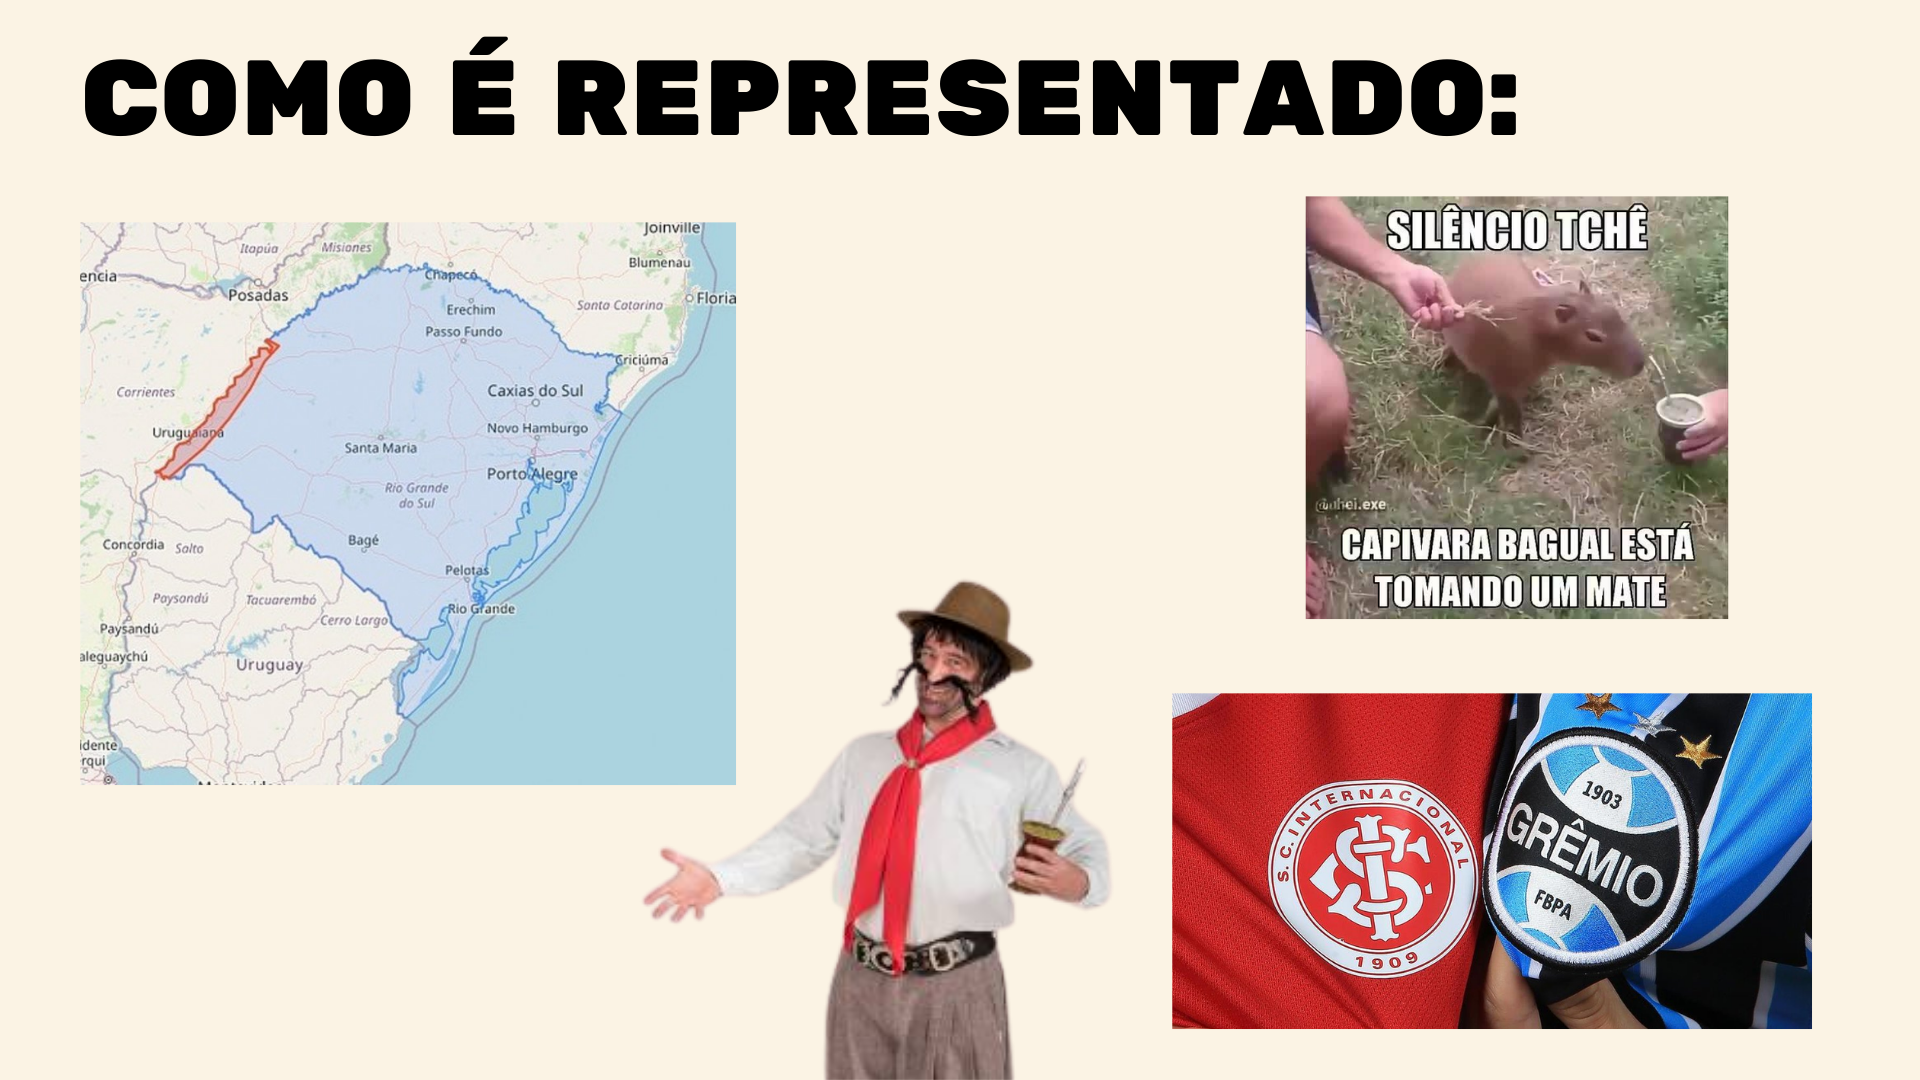 COMO É REPRESENTADO:
Joinville
Itapúa
Misiones
Blumenau
encia
Chapecó
Posadas
Santa Catarina
Floria
Erechim
Passo Fundo
Criciúma
Corrientes
Caxias do Sul
Uruguaiana
Novo Hamburgo
Santa Maria
Porto Alegre
Rio Grande
do Sul
Bagé
Concordia
Salto
Pelotas
Paysandú
Tacuarembó
Rio Grande
Cerro Largo
Paysandú
aleguaychú
Uruguay
idente
rqui
SILÊNCIO TCHÊ
CAPIVARA BAGUAL ESTÁ
TOMANDO UM MATE
S.C. INTERNACIONAL
1909
1903
GRÊMIO
FBPA